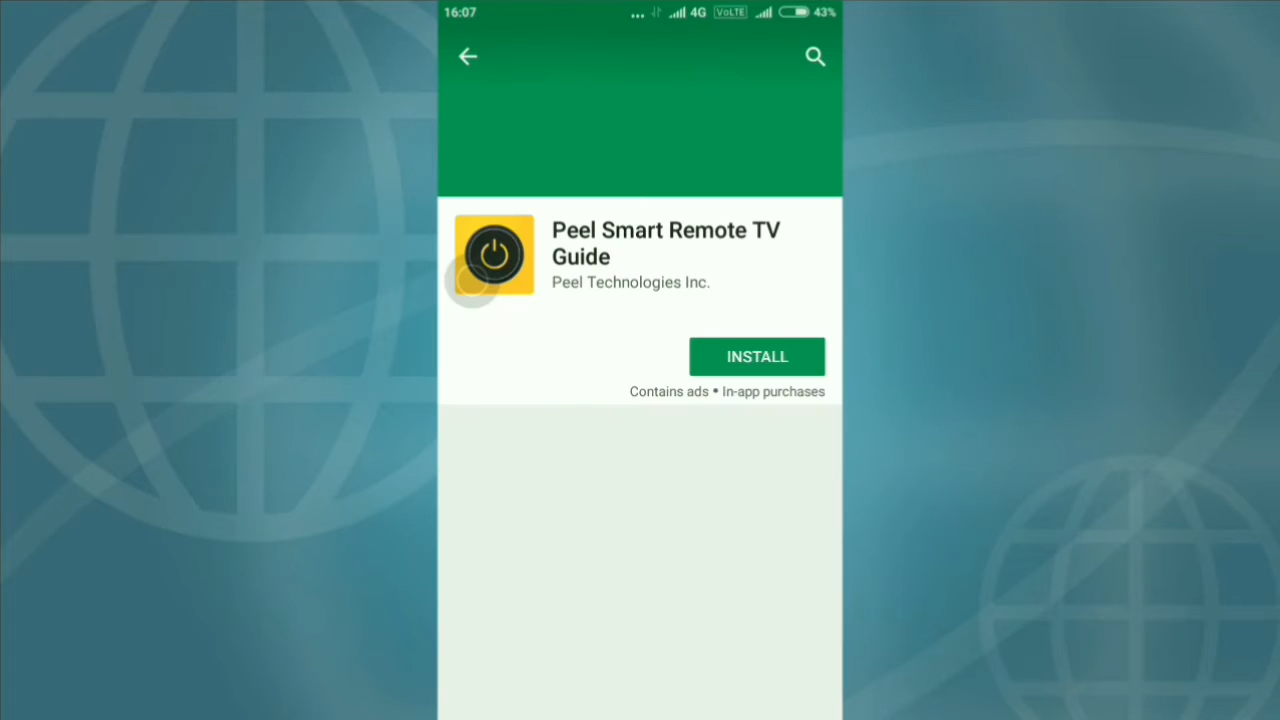 16:07 ... 4G VoLTE 43%
Peel Smart Remote TV
Guide
Peel Technologies Inc.
INSTALL
Contains ads • In-app purchases